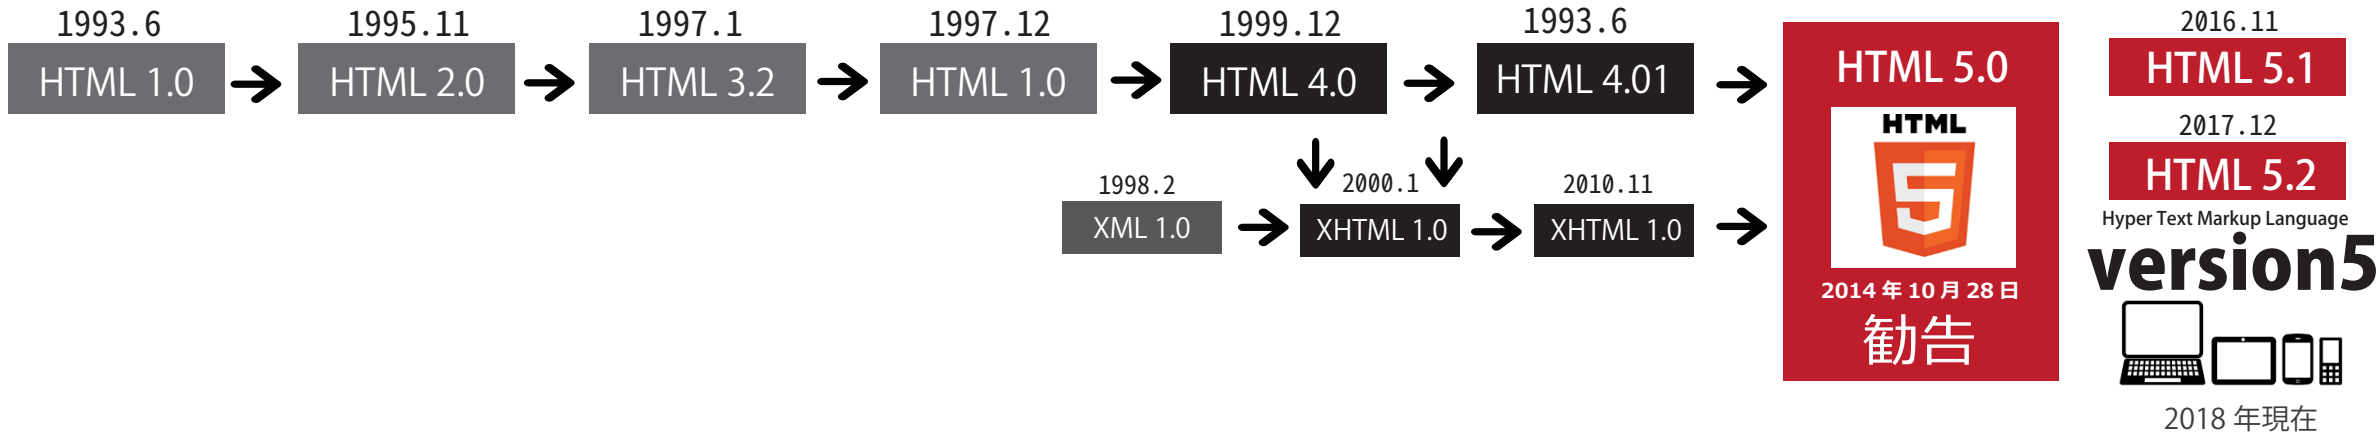 1993.6
HTML 1.0
1995.11
HTML 2.0
1997.1
HTML 3.2
1997.12
HTML 1.0
1999.12
HTML 4.0
1993.6
HTML 4.01
1998.2
XML 1.0
2000.1
XHTML 1.0
2010.11
XHTML 1.0
HTML 5.0
HTML
5
2014 年 10 月 28 日
勧告
2016.11
HTML 5.1
2017.12
HTML 5.2
Hyper Text Markup Language
version5
2018 年現在